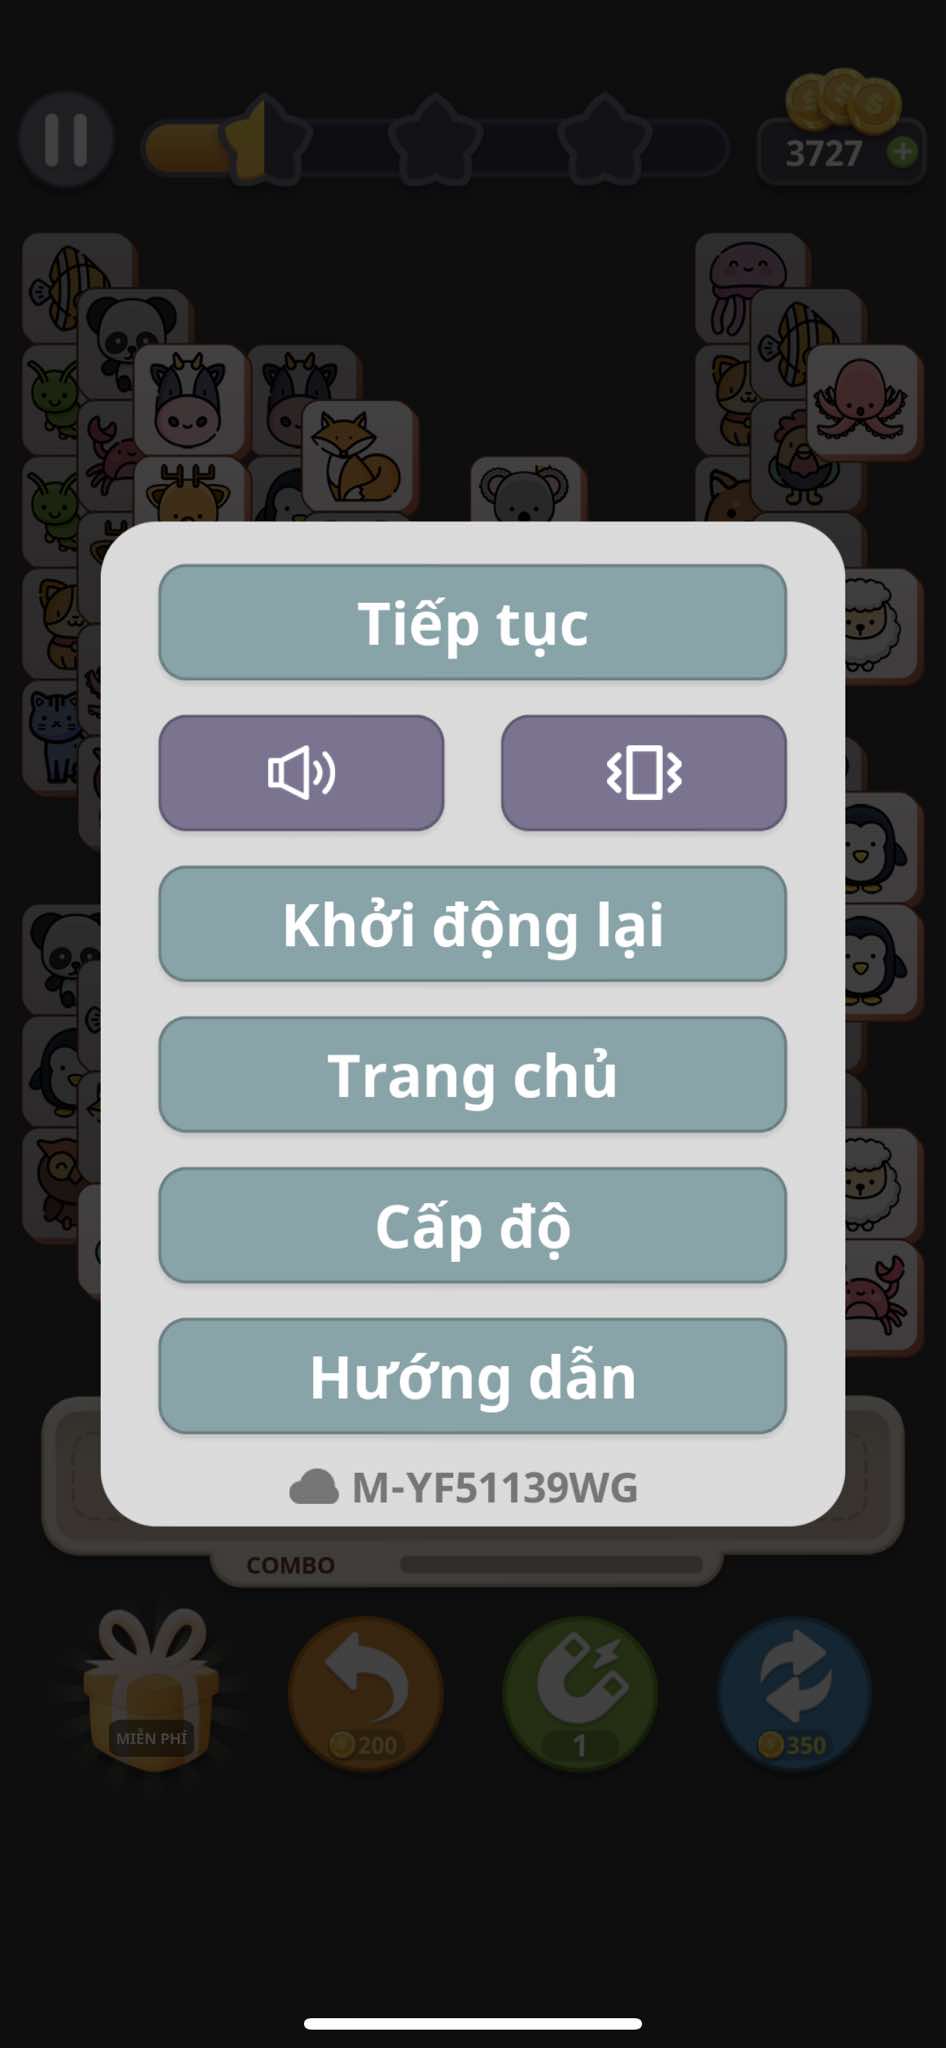 3727
Tiếp tục
Khởi động lại
Trang chủ
Cấp độ
Hướng dẫn
M-YF51139WG
COMBO
MIỄN PHÍ
200
1
350